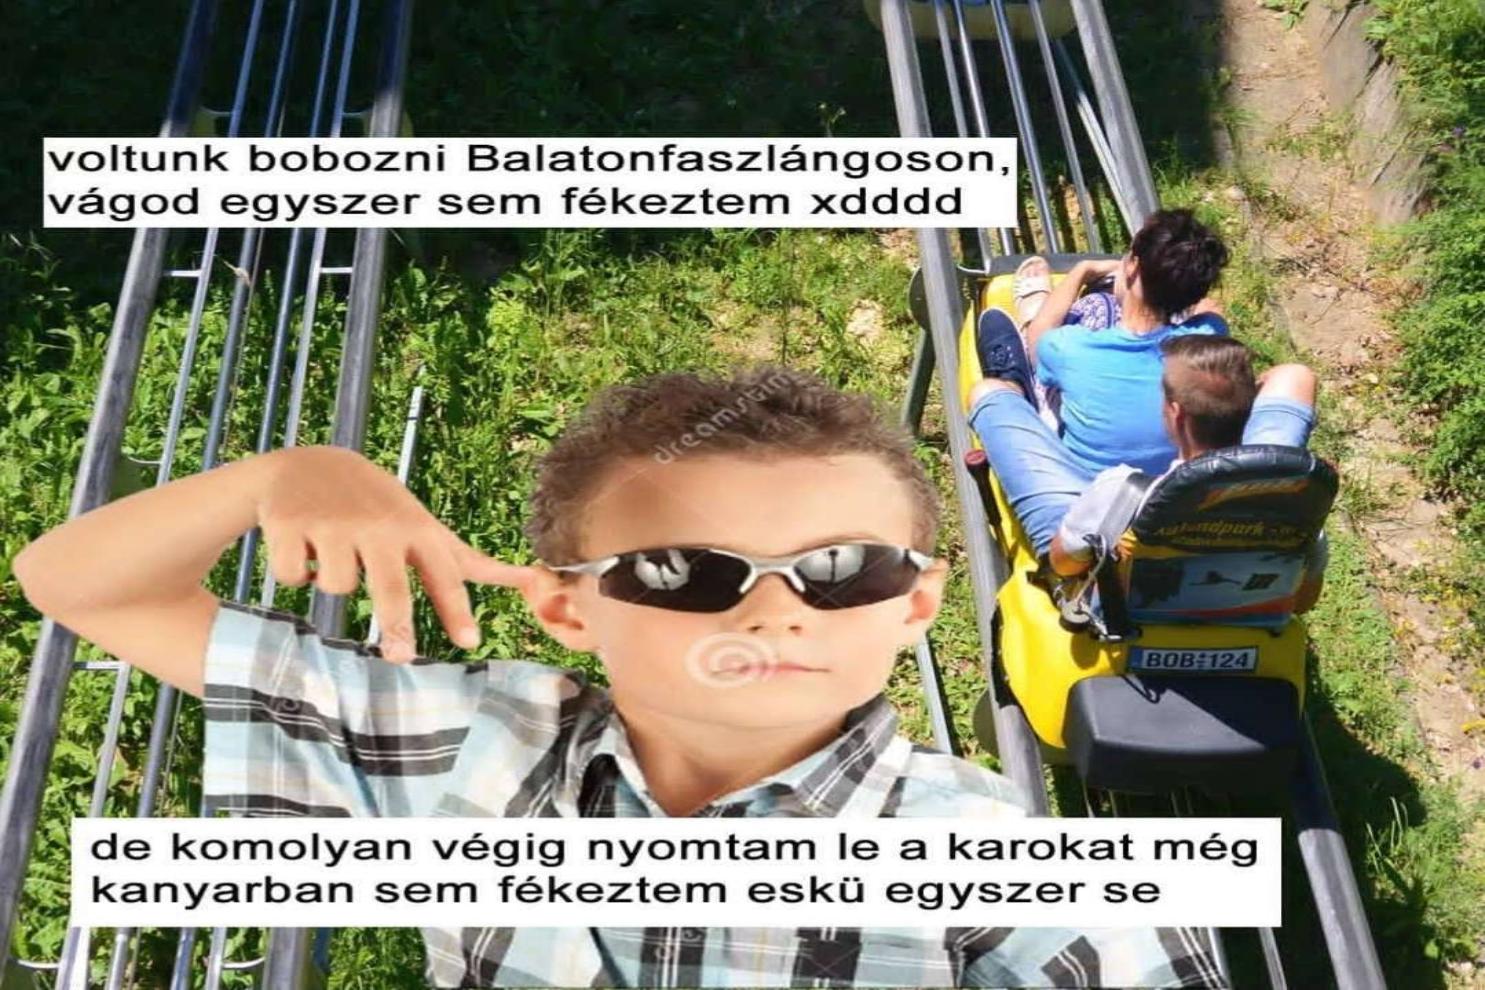 voltunk bobozni Balatonfaszlángoson,
vágod egyszer sem fékeztem xdddd
dreamstime
BOB-124
de komolyan végig nyomtam le a karokat még
kanyarban sem fékeztem eskü egyszer se